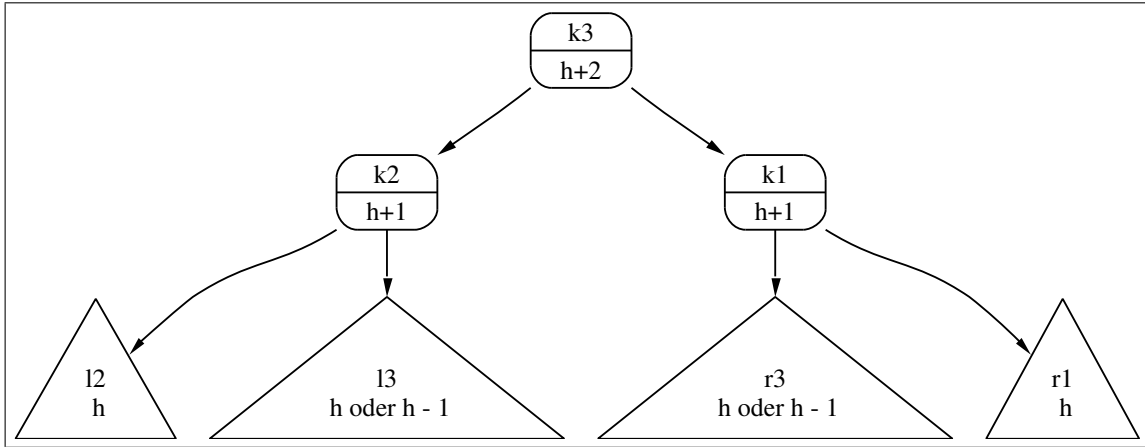 k3
h+2
k2
h+1
k1
h+1
l2
h
l3
h oder h - 1
r3
h oder h - 1
r1
h